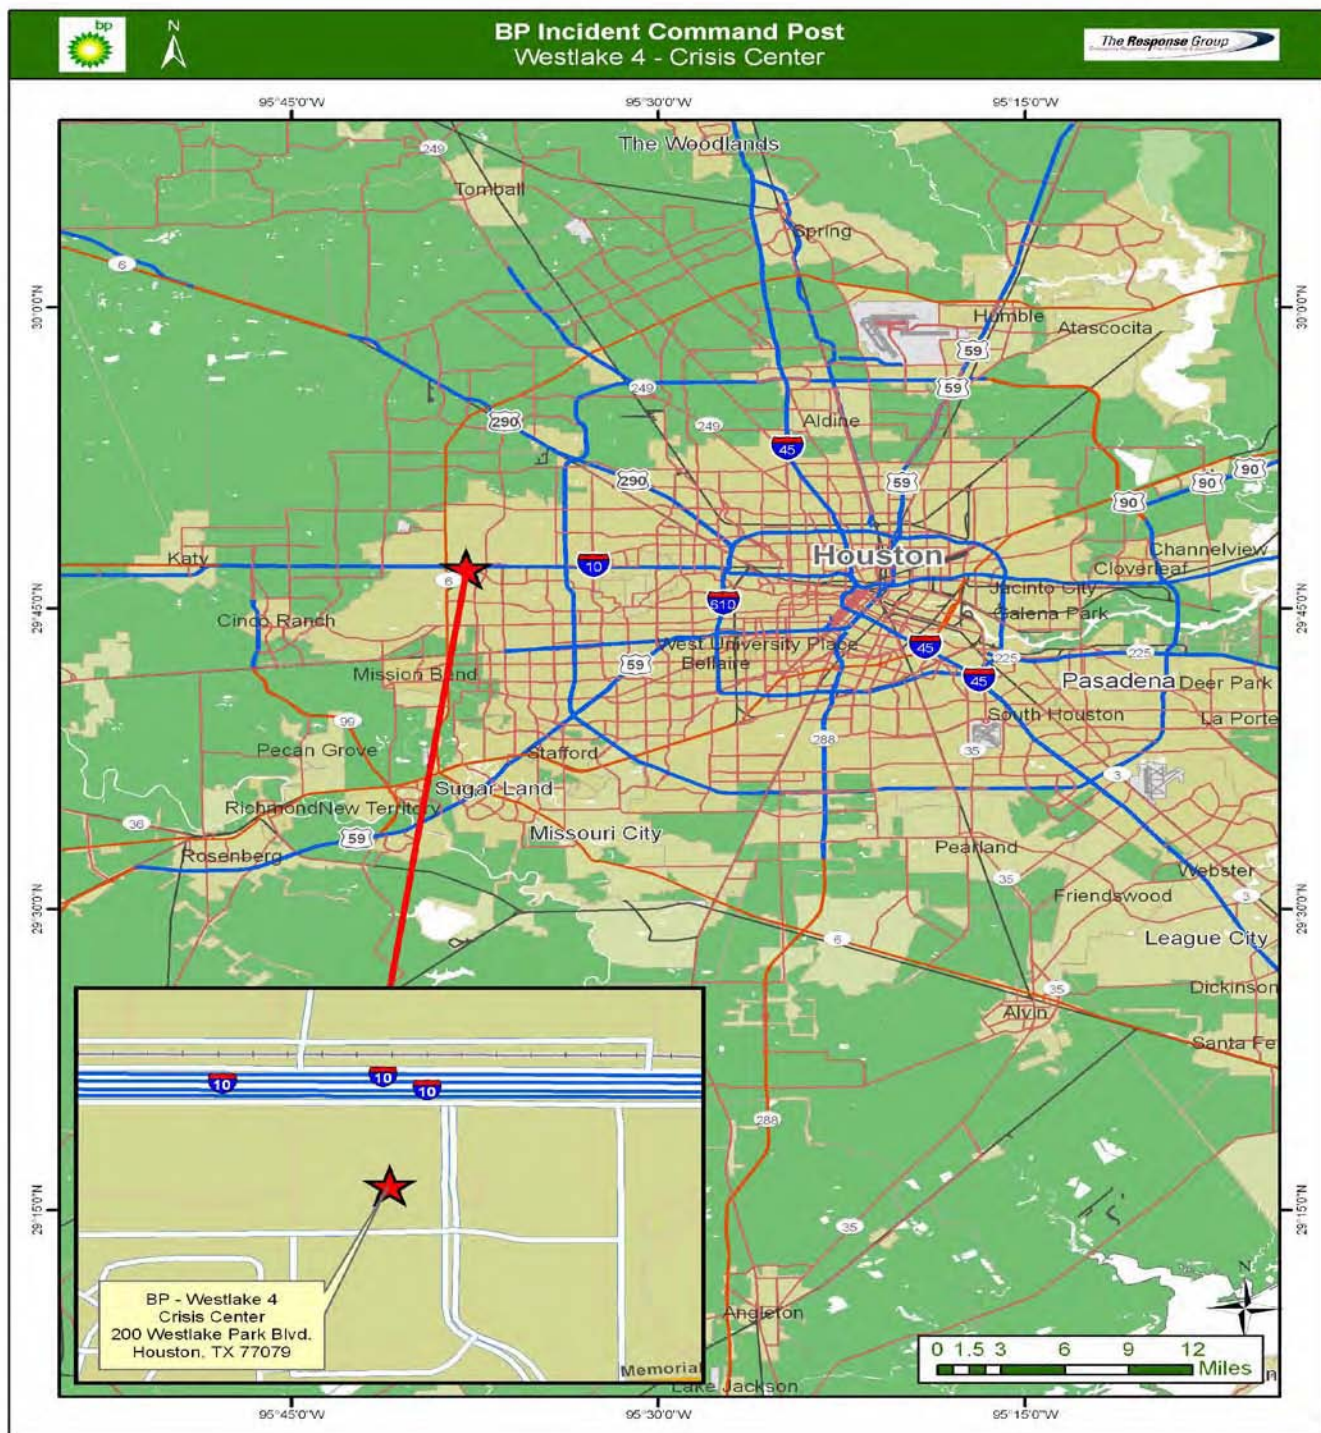 bp
N
BP Incident Command Post
Westlake 4 - Crisis Center
The Response Group
95°45'0"W 95°30'0"W 95°15'0"W
The Woodlands
249
Tomball
Spring
6
30°0'0"N
30°0'0"N
Humble
Atascocita
59
249
59
Aldine
290
249
45
290
59
90
90
90
Houston
Channelview
Katy
Cloverleaf
10
6
Jacinto City
610
Galena Park
29°45'0"N
29°45'0"N
Cinco Ranch
West University Place
45
59
Bellaire
225
225
Mission Bend
45
Pasadena
Deer Park
South Houston
La Porte
99
288
35
Pecan Grove
Stafford
3
Sugar Land
Richmond
New Territory
36
Missouri City
59
Rosenberg
Pearland
Webster
35
Friendswood
3
29°30'0"N
29°30'0"N
6
League City
35
Dickinson
Alvin
Santa Fe
10
10
10
288
29°15'0"N
29°15'0"N
35
BP - Westlake 4
Crisis Center
200 Westlake Park Blvd.
Houston, TX 77079
Angleton
N
0 1.5 3 6 9 12
Miles
Memorial
Lake Jackson
n
95°45'0"W 95°30'0"W 95°15'0"W